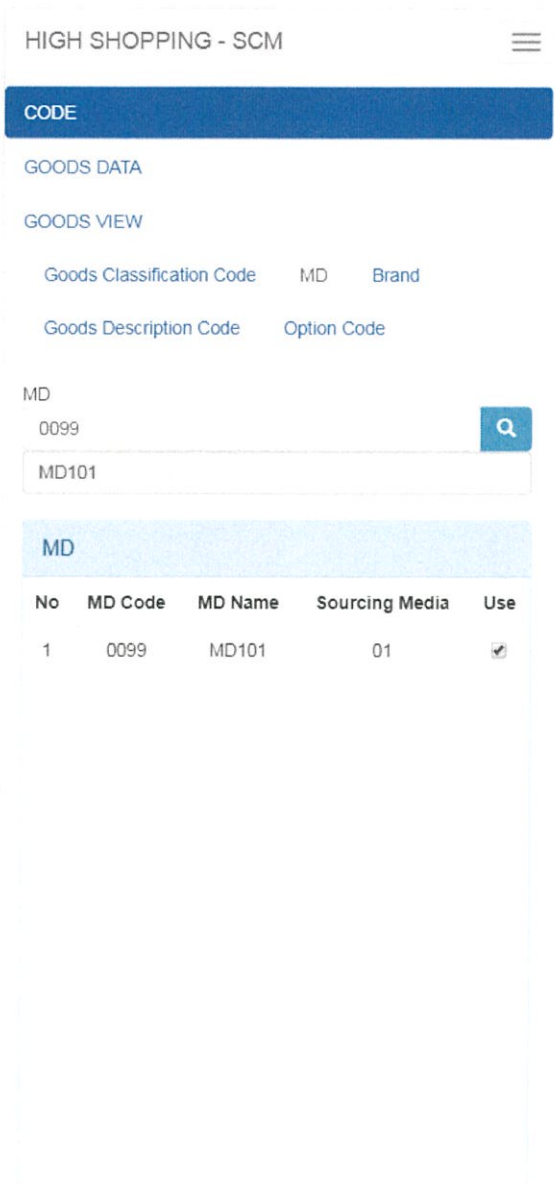 HIGH SHOPPING - SCM
CODE
GOODS DATA
GOODS VIEW
Goods Classification Code MD Brand
Goods Description Code Option Code
MD
0099
MD101
MD
No MD Code MD Name Sourcing Media Use
1 0099 MD101 01